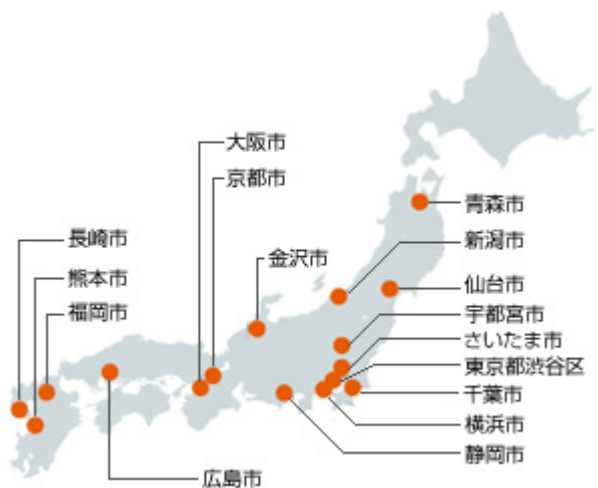 大阪市
京都市
青森市
長崎市
新潟市
金沢市
熊本市
仙台市
福岡市
宇都宮市
さいたま市
東京都渋谷区
千葉市
横浜市
静岡市
広島市